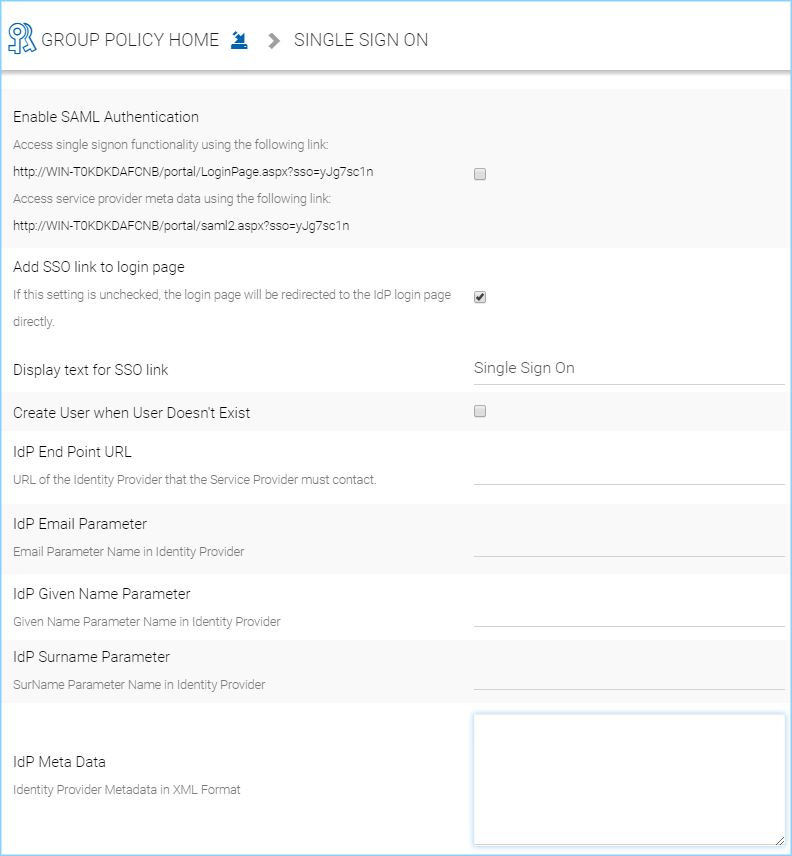 GROUP POLICY HOME SINGLE SIGN ON
Enable SAML Authentication
Access single signon functionality using the following link:
http://WIN-T0KDKDAFCNB/portal/LoginPage.aspx?sso=yJg7sc1n
Access service provider meta data using the following link:
http://WIN-T0KDKDAFCNB/portal/saml2.aspx?sso=yJg7sc1n
Add SSO link to login page
If this setting is unchecked, the login page will be redirected to the IdP login page
directly.
Display text for SSO link Single Sign On
Create User when User Doesn't Exist
IdP End Point URL
URL of the Identity Provider that the Service Provider must contact.
IdP Email Parameter
Email Parameter Name in Identity Provider
IdP Given Name Parameter
Given Name Parameter Name in Identity Provider
IdP Surname Parameter
SurName Parameter Name in Identity Provider
IdP Meta Data
Identity Provider Metadata in XML Format